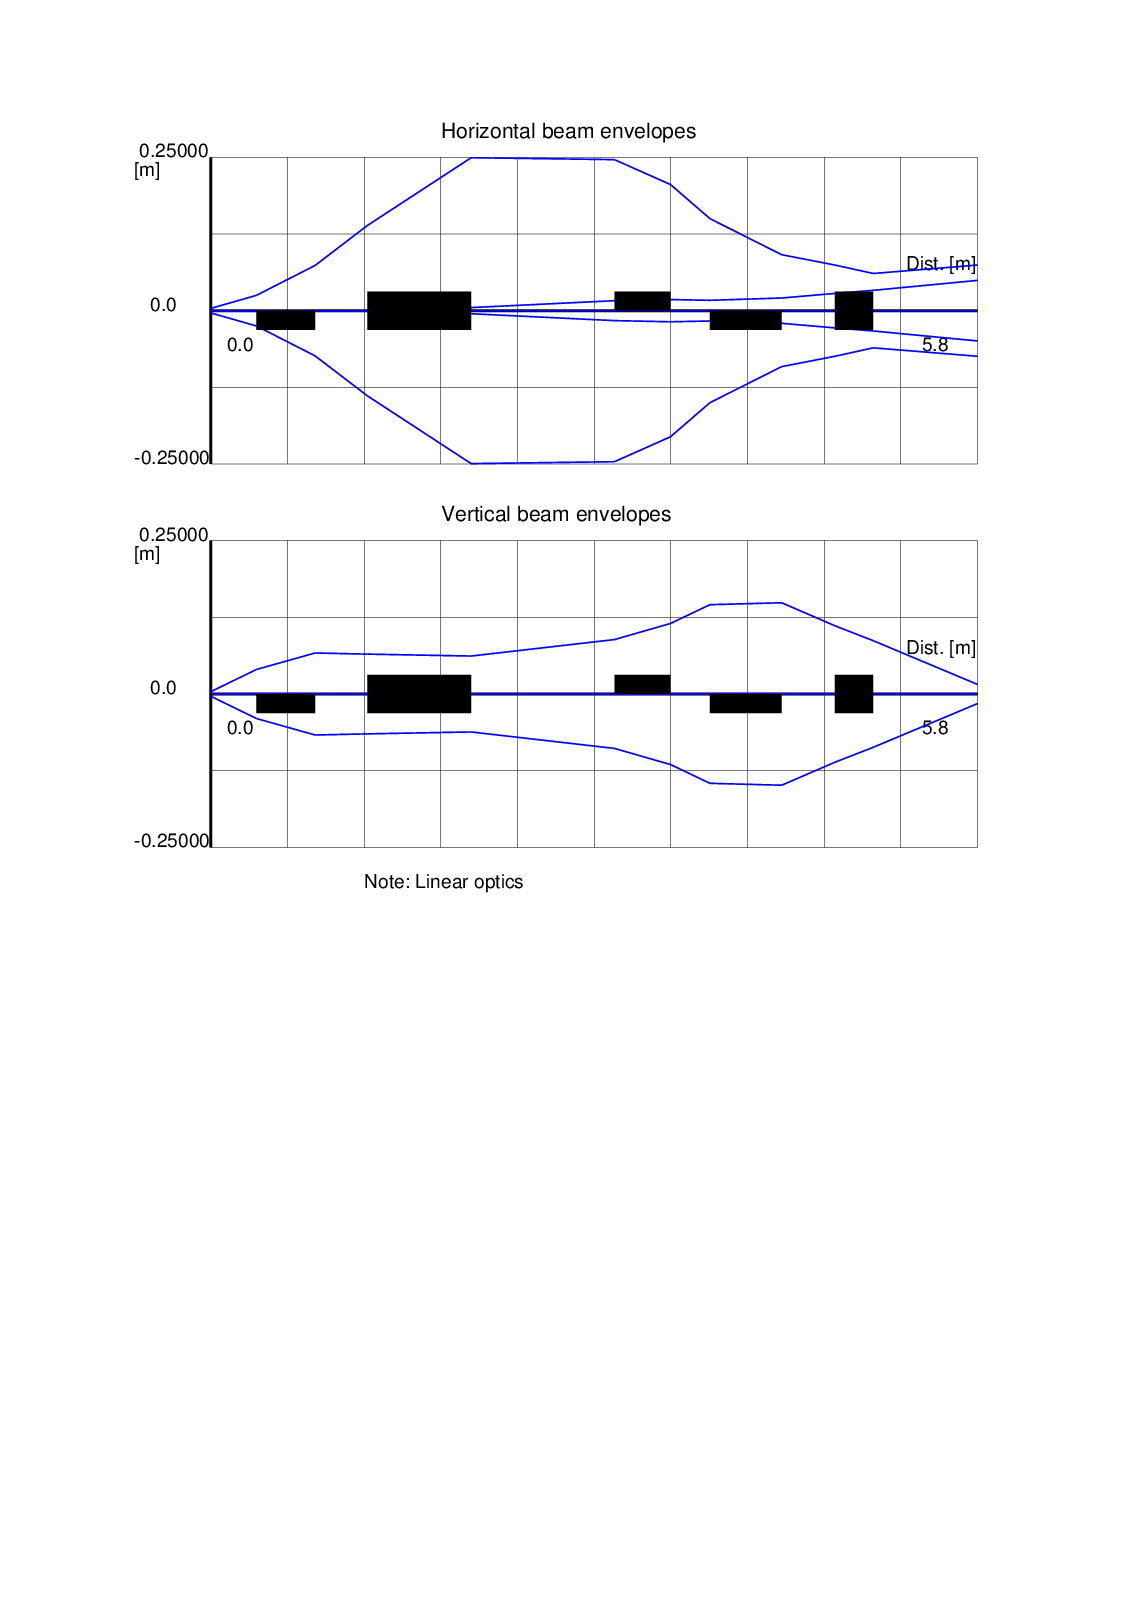 Horizontal beam envelopes
0.25000
[m]
Dist. [m]
0.0
0.0
5.8
-0.25000
Vertical beam envelopes
0.25000
[m]
Dist. [m]
0.0
0.0
5.8
-0.25000
Note: Linear optics